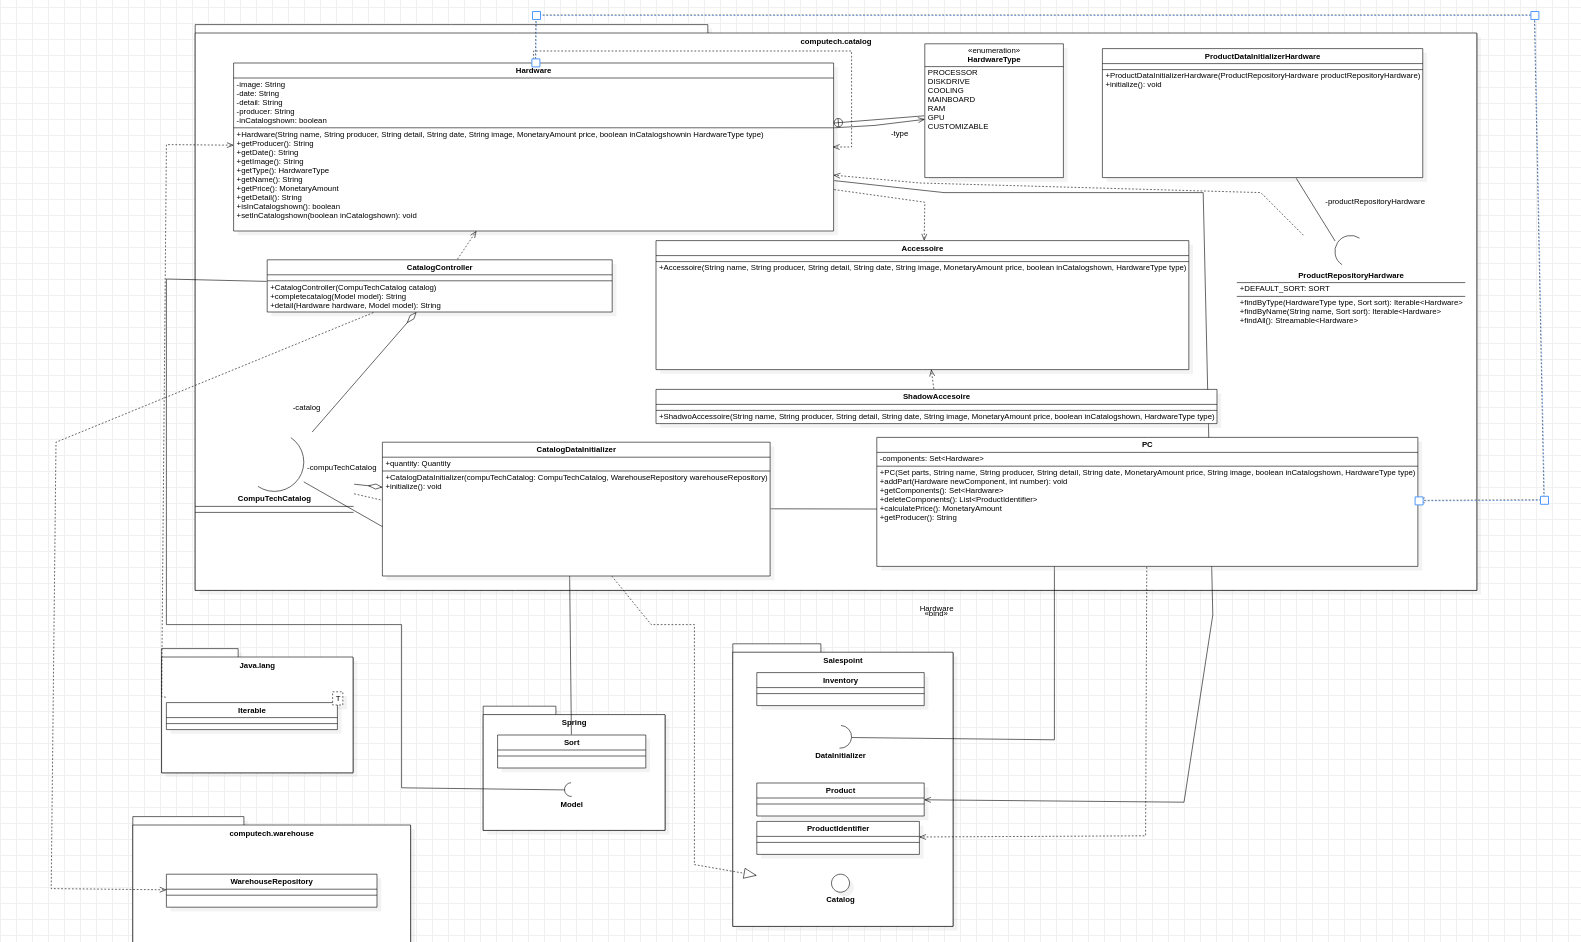 computech.catalog
Hardware
-image: String
-date: String
-detail: String
-producer: String
-inCatalogshown: boolean
+Hardware(String name, String producer, String detail, String date, String image, MonetaryAmount price, boolean inCatalogshownin HardwareType type)
+getProducer(): String
+getDate(): String
+getImage(): String
+getType(): HardwareType
+getName(): String
+getPrice(): MonetaryAmount
+getDetail(): String
+isInCatalogshown(): boolean
+setInCatalogshown(boolean inCatalogshown): void
-type
«enumeration»
HardwareType
PROCESSOR
DISKDRIVE
COOLING
MAINBOARD
RAM
GPU
CUSTOMIZABLE
ProductDataInitializerHardware
+ProductDataInitializerHardware(ProductRepositoryHardware productRepositoryHardware)
+initialize(): void
-productRepositoryHardware
ProductRepositoryHardware
+DEFAULT_SORT: SORT
+findByType(HardwareType type, Sort sort): Iterable<Hardware>
+findByName(String name, Sort sort): Iterable<Hardware>
+findAll(): Streamable<Hardware>
Accessoire
+Accessoire(String name, String producer, String detail, String date, String image, MonetaryAmount price, boolean inCatalogshown, HardwareType type)
CatalogController
+CatalogController(CompuTechCatalog catalog)
+completecatalog(Model model): String
+detail(Hardware hardware, Model model): String
-catalog
ShadowAccesoire
+ShadwoAccessoire(String name, String producer, String detail, String date, String image, MonetaryAmount price, boolean inCatalogshown, HardwareType type)
-compuTechCatalog
CompuTechCatalog
CatalogDataInitializer
+quantity: Quantity
+CatalogDataInitializer(compuTechCatalog: CompuTechCatalog, WarehouseRepository warehouseRepository)
+initialize(): void
PC
-components: Set<Hardware>
+PC(Set parts, String name, String producer, String detail, String date, MonetaryAmount price, String image, boolean inCatalogshown, HardwareType type)
+addPart(Hardware newComponent, int number): void
+getComponents(): Set<Hardware>
+deleteComponents(): List<ProductIdentifier>
+calculatePrice(): MonetaryAmount
+getProducer(): String
Hardware
«bind»
Java.lang
T
Iterable
Spring
Sort
Model
Salespoint
Inventory
DataInitializer
Product
ProductIdentifier
Catalog
computech.warehouse
WarehouseRepository